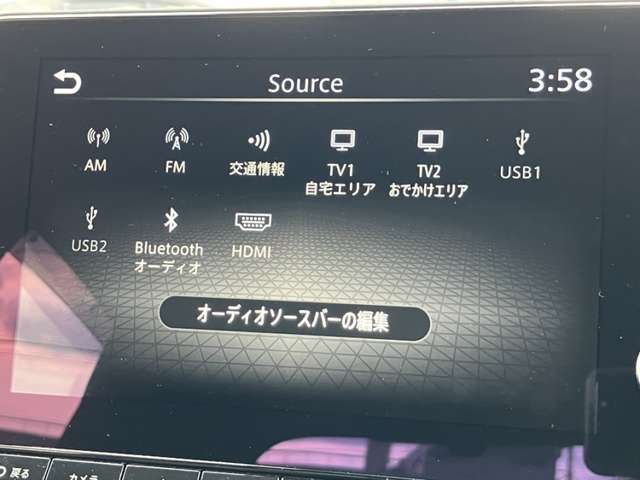 Source 3:58
AM FM 交通情報 TV1 TV2 USB1
自宅エリア おでかけエリア
USB2 Bluetooth HDMI
オーディオ
オーディオソースバーの編集
戻る カメラ